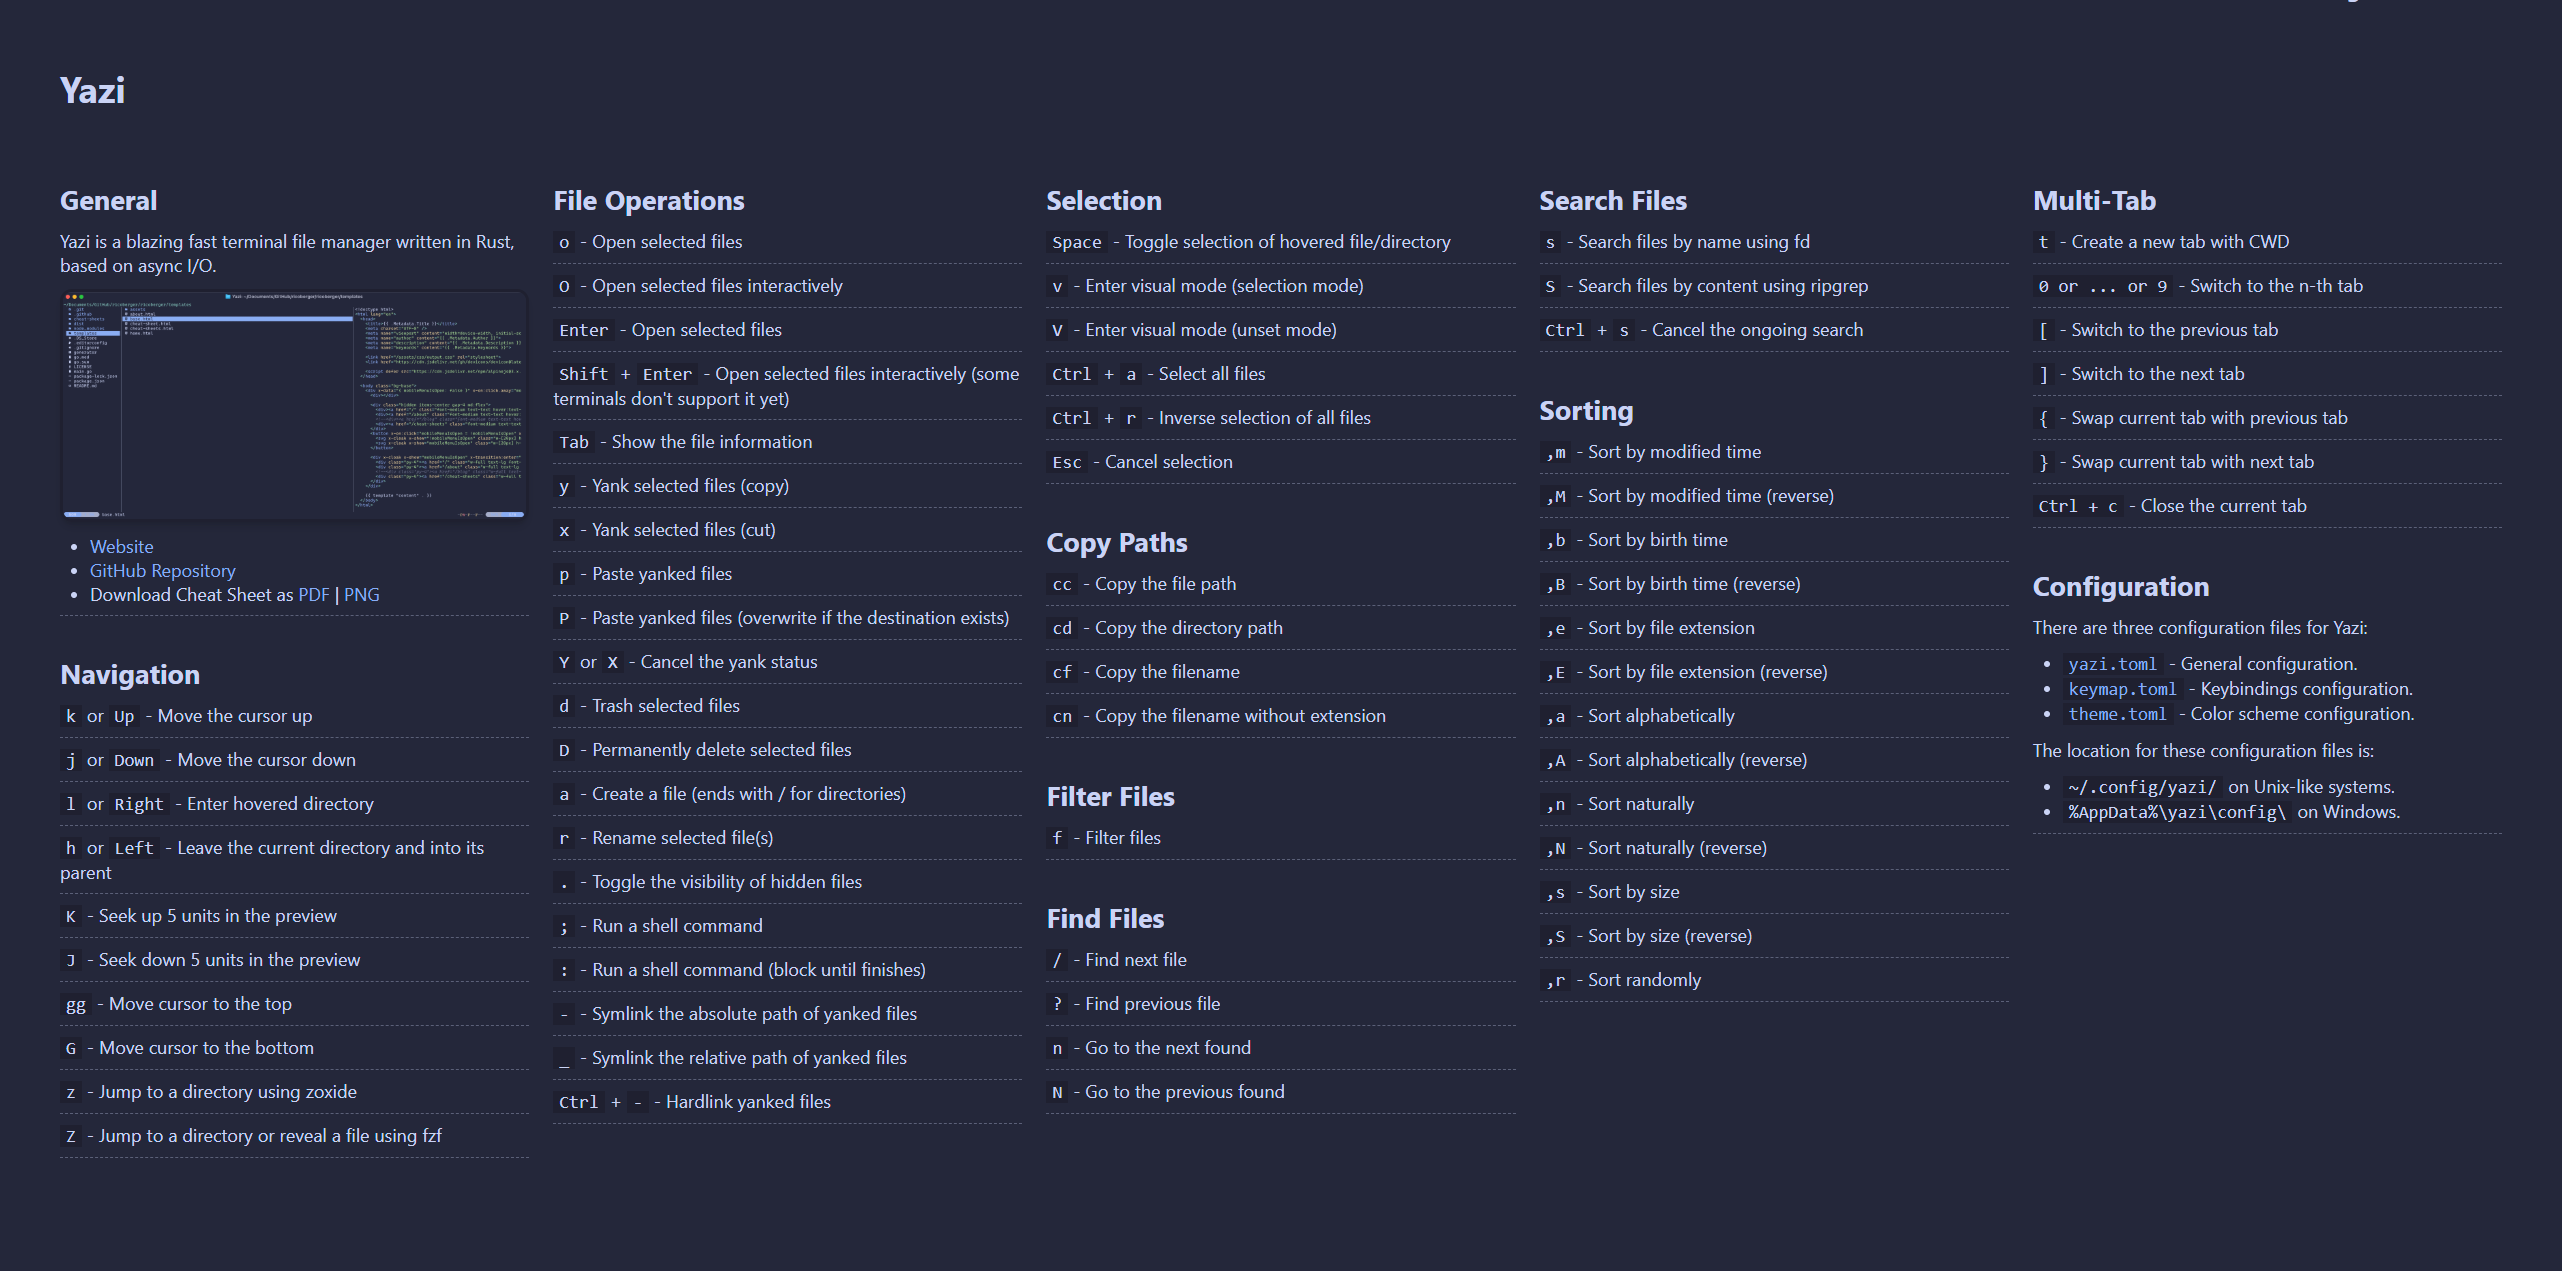 Yazi
General
Yazi is a blazing fast terminal file manager written in Rust,
based on async I/O.
Website
GitHub Repository
Download Cheat Sheet as PDF | PNG
Navigation
k or Up - Move the cursor up
j or Down - Move the cursor down
l or Right - Enter hovered directory
h or Left - Leave the current directory and into its
parent
K - Seek up 5 units in the preview
J - Seek down 5 units in the preview
gg - Move cursor to the top
G - Move cursor to the bottom
z - Jump to a directory using zoxide
Z - Jump to a directory or reveal a file using fzf
File Operations
o - Open selected files
O - Open selected files interactively
Enter - Open selected files
Shift + Enter - Open selected files interactively (some
terminals don't support it yet)
Tab - Show the file information
y - Yank selected files (copy)
x - Yank selected files (cut)
p - Paste yanked files
P - Paste yanked files (overwrite if the destination exists)
Y or X - Cancel the yank status
d - Trash selected files
D - Permanently delete selected files
a - Create a file (ends with / for directories)
r - Rename selected file(s)
. - Toggle the visibility of hidden files
; - Run a shell command
: - Run a shell command (block until finishes)
- - Symlink the absolute path of yanked files
_ - Symlink the relative path of yanked files
Ctrl + - - Hardlink yanked files
Selection
Space - Toggle selection of hovered file/directory
v - Enter visual mode (selection mode)
V - Enter visual mode (unset mode)
Ctrl + a - Select all files
Ctrl + r - Inverse selection of all files
Esc - Cancel selection
Copy Paths
cc - Copy the file path
cd - Copy the directory path
cf - Copy the filename
cn - Copy the filename without extension
Filter Files
f - Filter files
Find Files
/ - Find next file
? - Find previous file
n - Go to the next found
N - Go to the previous found
Search Files
s - Search files by name using fd
S - Search files by content using ripgrep
Ctrl + s - Cancel the ongoing search
Sorting
,m - Sort by modified time
,M - Sort by modified time (reverse)
,b - Sort by birth time
,B - Sort by birth time (reverse)
,e - Sort by file extension
,E - Sort by file extension (reverse)
,a - Sort alphabetically
,A - Sort alphabetically (reverse)
,n - Sort naturally
,N - Sort naturally (reverse)
,s - Sort by size
,S - Sort by size (reverse)
,r - Sort randomly
Multi-Tab
t - Create a new tab with CWD
0 or ... or 9 - Switch to the n-th tab
[ - Switch to the previous tab
] - Switch to the next tab
{ - Swap current tab with previous tab
} - Swap current tab with next tab
Ctrl + c - Close the current tab
Configuration
There are three configuration files for Yazi:
yazi.toml - General configuration.
keymap.toml - Keybindings configuration.
theme.toml - Color scheme configuration.
The location for these configuration files is:
~/.config/yazi/ on Unix-like systems.
%AppData%\yazi\config\ on Windows.